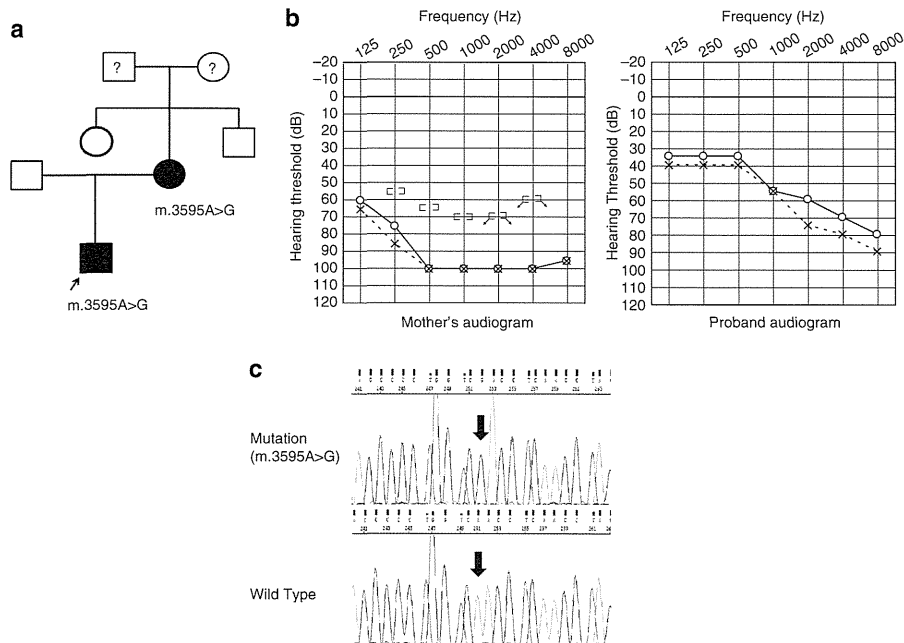 a
?
?
m.3595A>G
m.3595A>G
b
Frequency (Hz)
125 250 500 1000 2000 4000 8000
Hearing threshold (dB)
−20
−10
0
10
20
30
40
50
60
70
80
90
100
110
120
Mother's audiogram
Frequency (Hz)
125 250 500 1000 2000 4000 8000
Hearing Threshold (dB)
−20
−10
0
10
20
30
40
50
60
70
80
90
100
110
120
Proband audiogram
c
Mutation
(m.3595A>G)
Wild Type